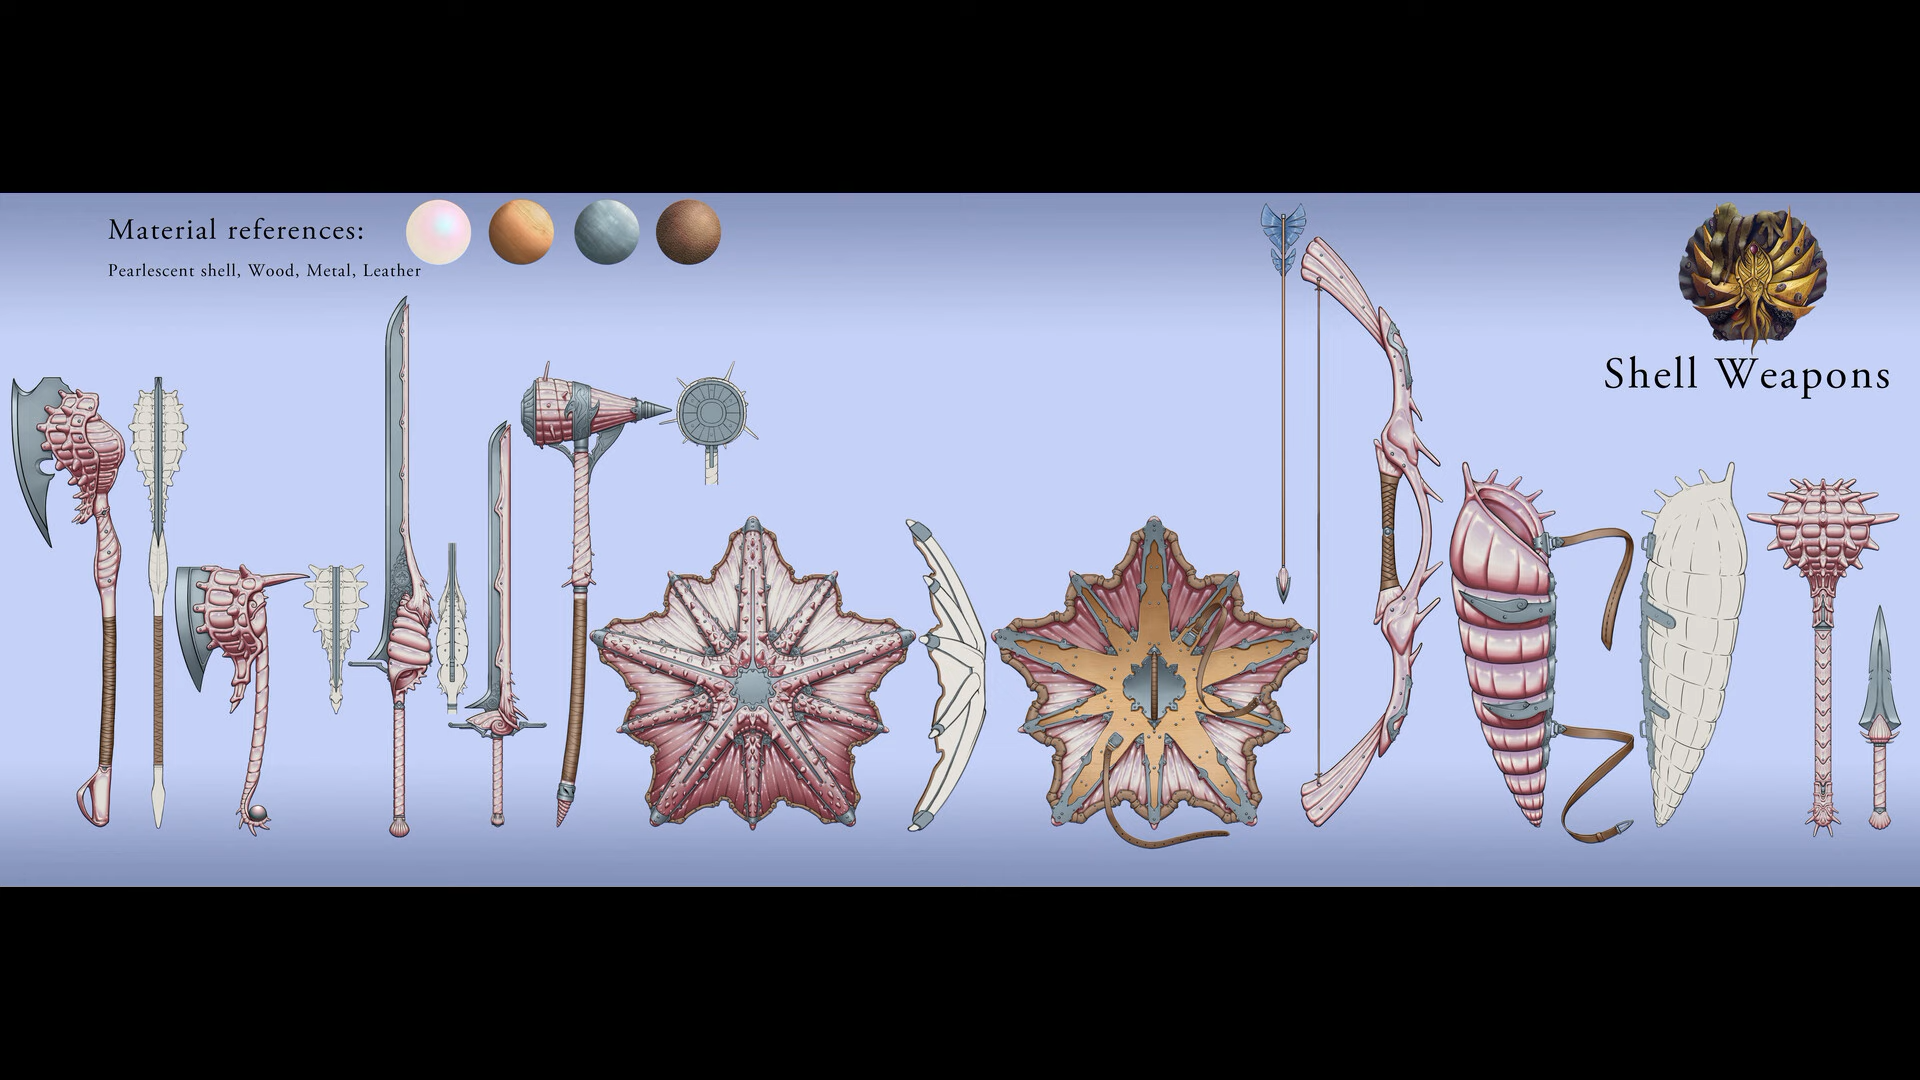 Material references:
Pearlescent shell, Wood, Metal, Leather
Shell Weapons